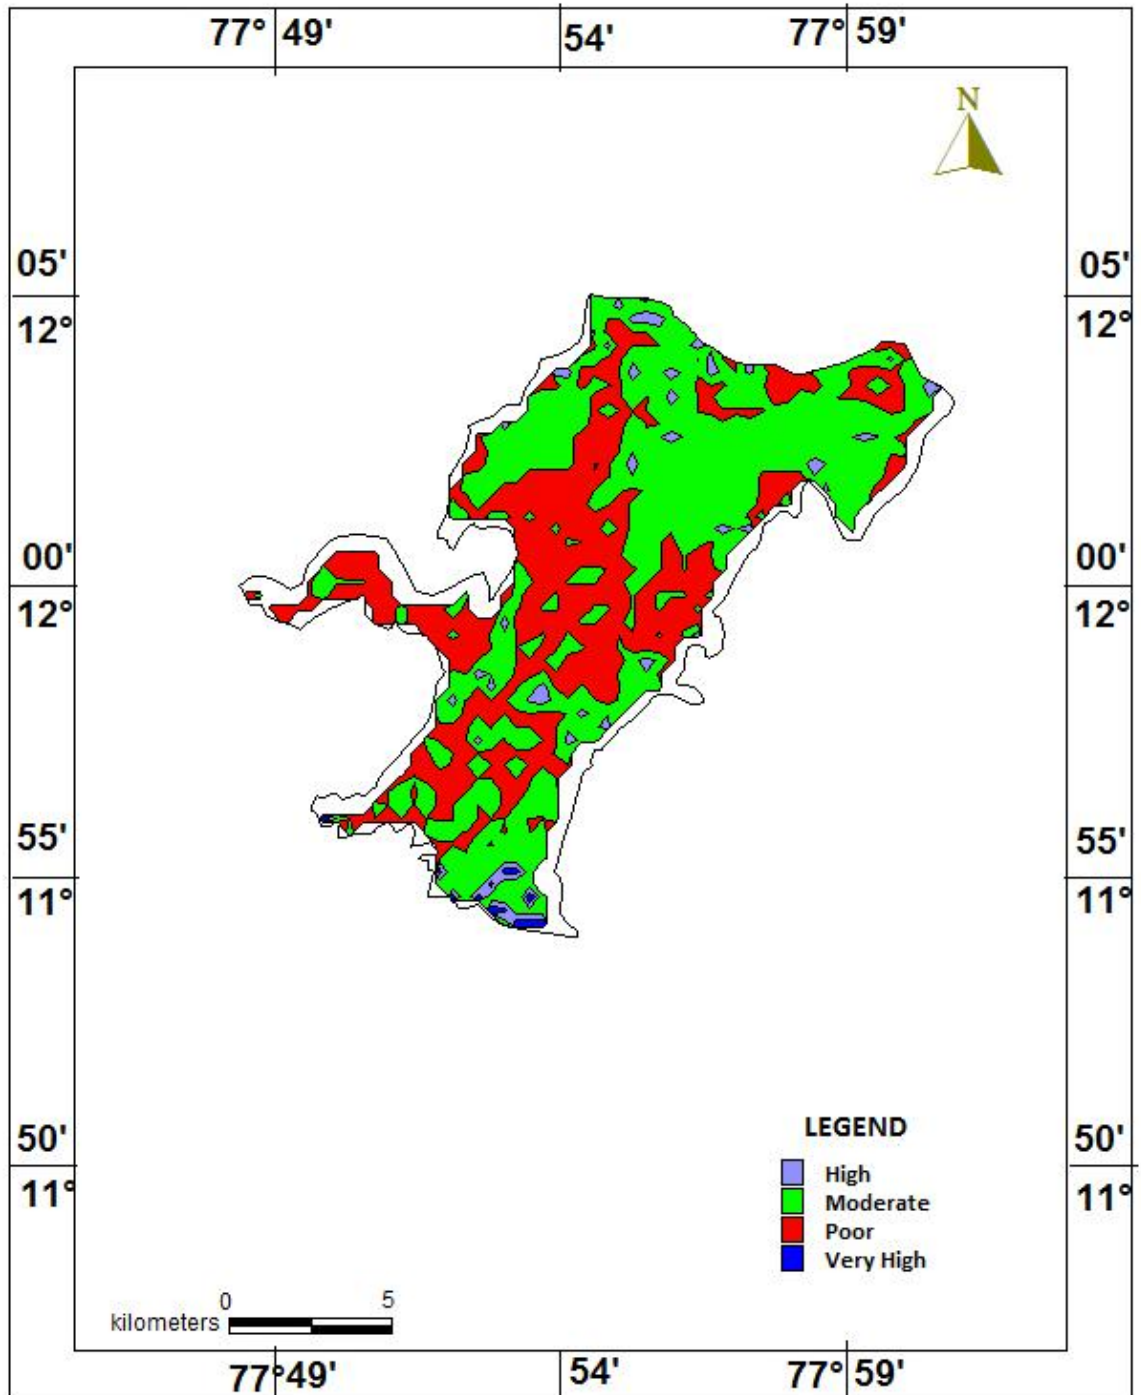 77° 49' 54' 77° 59'
N
05' 05'
12° 12°
00' 00'
12° 12°
55' 55'
11° 11°
50' 50'
11° 11°
LEGEND
High
Moderate
Poor
Very High
0 5
kilometers
77°49' 54' 77° 59'